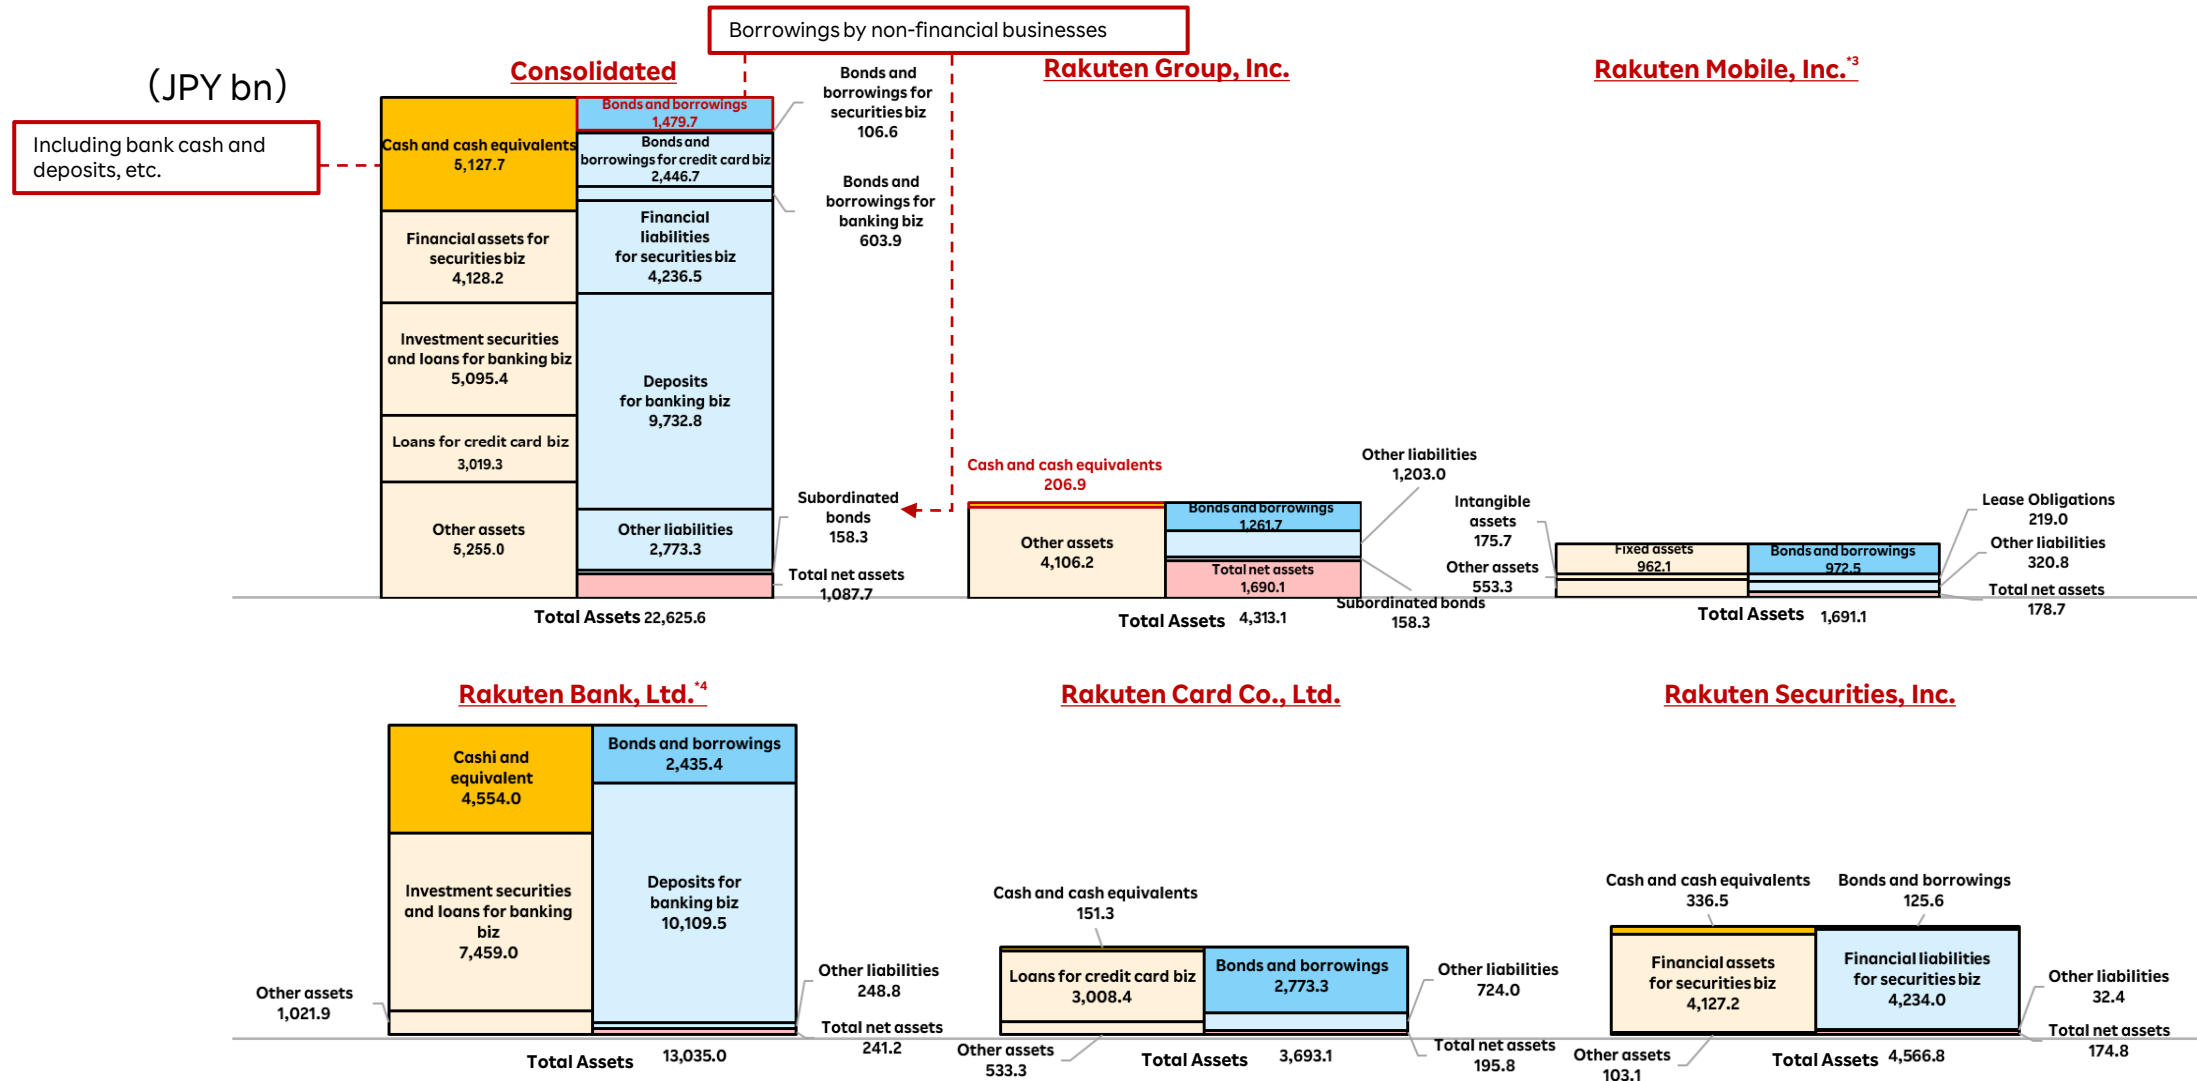 Borrowings by non-financial businesses
(JPY bn)
Including bank cash and
deposits, etc.
Consolidated
Cash and cash equivalents
5,127.7
Financial assets for
securities biz
4,128.2
Investment securities
and loans for banking biz
5,095.4
Loans for credit card biz
3,019.3
Other assets
5,255.0
Bonds and borrowings
1,479.7
Bonds and
borrowings for credit card biz
2,446.7
Financial
liabilities
for securities biz
4,236.5
Deposits
for banking biz
9,732.8
Other liabilities
2,773.3
Bonds and
borrowings for
securities biz
106.6
Bonds and
borrowings for
banking biz
603.9
Subordinated
bonds
158.3
Total net assets
1,087.7
Total Assets 22,625.6
Rakuten Group, Inc.
Cash and cash equivalents
206.9
Other assets
4,106.2
Bonds and borrowings
1,261.7
Total net assets
1,690.1
Other liabilities
1,203.0
Subordinated bonds
158.3
Total Assets 4,313.1
Rakuten Mobile, Inc.*3
Intangible
assets
175.7
Other assets
553.3
Fixed assets
962.1
Bonds and borrowings
972.5
Lease Obligations
219.0
Other liabilities
320.8
Total net assets
178.7
Total Assets 1,691.1
Rakuten Bank, Ltd.*4
Cashi and
equivalent
4,554.0
Investment securities
and loans for banking
biz
7,459.0
Other assets
1,021.9
Bonds and borrowings
2,435.4
Deposits for
banking biz
10,109.5
Other liabilities
248.8
Total net assets
241.2
Total Assets 13,035.0
Rakuten Card Co., Ltd.
Cash and cash equivalents
151.3
Loans for credit card biz
3,008.4
Other assets
533.3
Bonds and borrowings
2,773.3
Other liabilities
724.0
Total net assets
195.8
Total Assets 3,693.1
Rakuten Securities, Inc.
Cash and cash equivalents
336.5
Financial assets
for securities biz
4,127.2
Other assets
103.1
Bonds and borrowings
125.6
Financial liabilities
for securities biz
4,234.0
Other liabilities
32.4
Total net assets
174.8
Total Assets 4,566.8